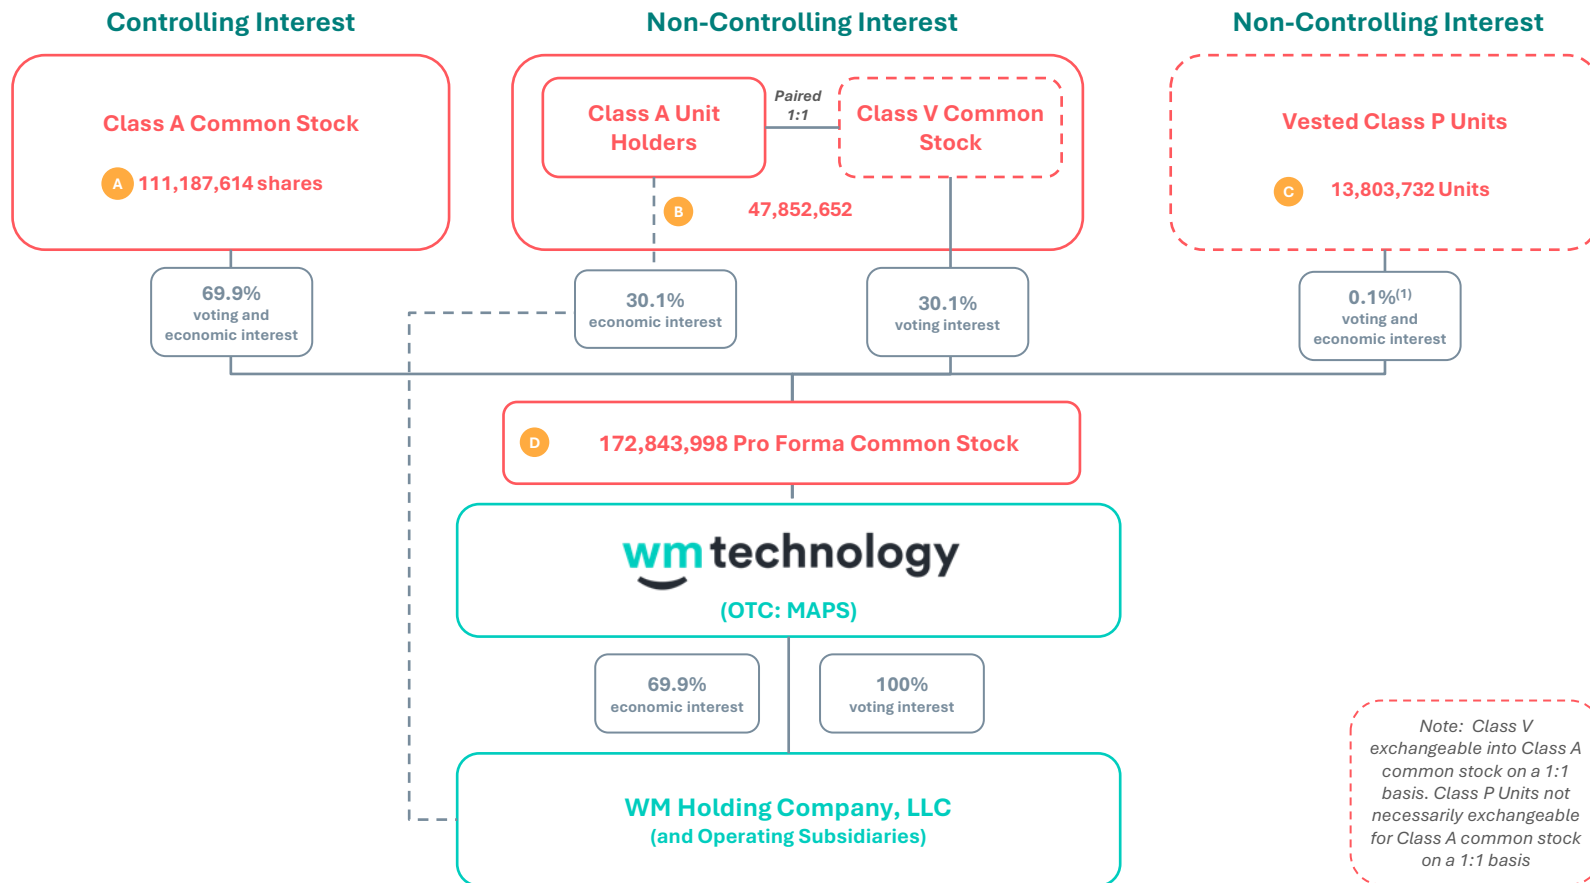 Controlling Interest
Non-Controlling Interest
Non-Controlling Interest
Class A Common Stock
A 111,187,614 shares
Class A Unit
Holders
Paired
1:1
Class V Common
Stock
B 47,852,652
Vested Class P Units
C 13,803,732 Units
69.9%
voting and
economic interest
30.1%
economic interest
30.1%
voting interest
0.1%(1)
voting and
economic interest
D 172,843,998 Pro Forma Common Stock
wm technology
(OTC: MAPS)
69.9%
economic interest
100%
voting interest
WM Holding Company, LLC
(and Operating Subsidiaries)
Note: Class V
exchangeable into Class A
common stock on a 1:1
basis. Class P Units not
necessarily exchangeable
for Class A common stock
on a 1:1 basis